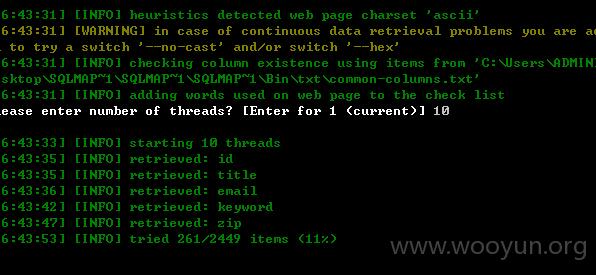 6:43:31] [INFO] heuristics detected web page charset 'ascii'
6:43:31] [WARNING] in case of continuous data retrieval problems you are ad
d to try a switch '--no-cast' and/or switch '--hex'
6:43:31] [INFO] checking column existence using items from 'C:\Users\ADMINI
sktop\SQLMAP~1\SQLMAP~1\SQLMAP~1\Bin\txt\common-columns.txt'
6:43:31] [INFO] adding words used on web page to the check list
lease enter number of threads? [Enter for 1 (current)] 10
6:43:33] [INFO] starting 10 threads
6:43:35] [INFO] retrieved: id
6:43:35] [INFO] retrieved: title
6:43:36] [INFO] retrieved: email
6:43:42] [INFO] retrieved: keyword
6:43:47] [INFO] retrieved: zip
6:43:53] [INFO] tried 261/2449 items (11%)
www.wooyun.org